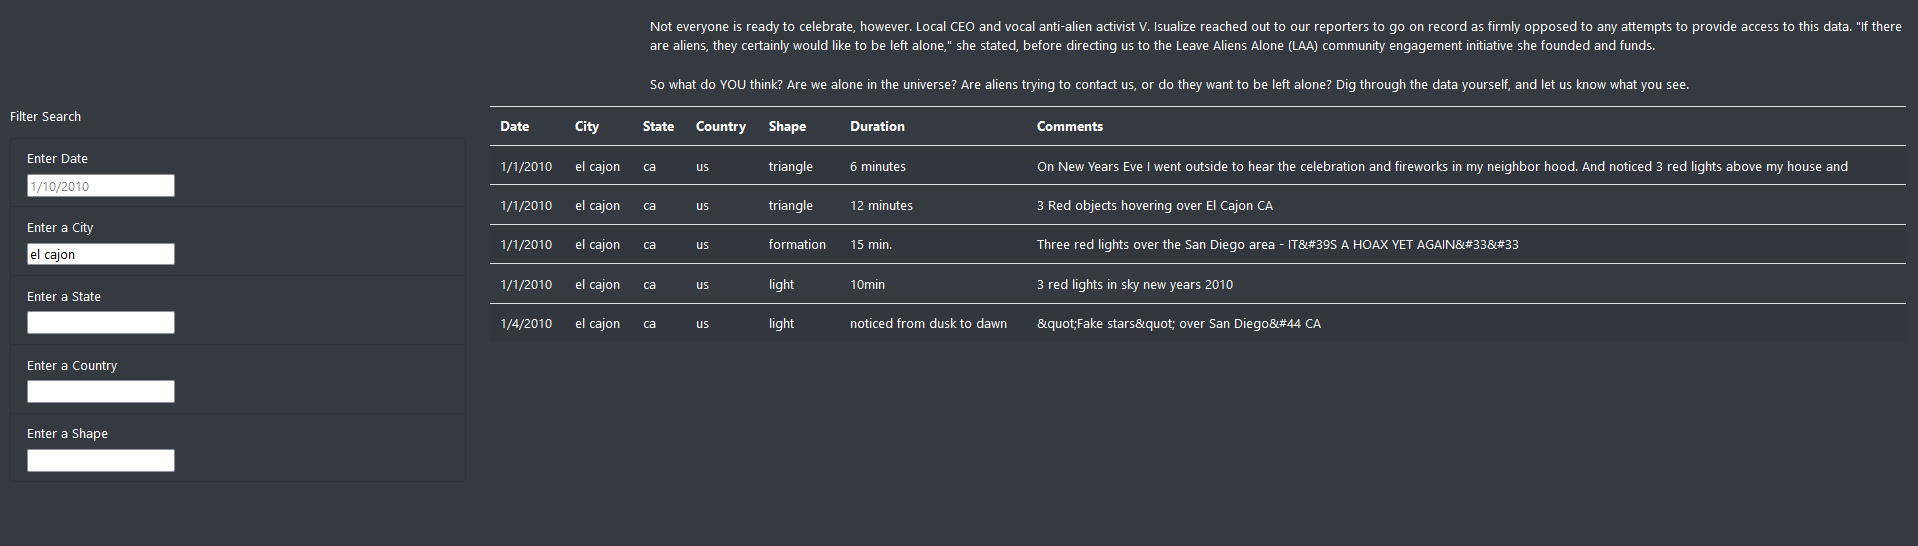 Not everyone is ready to celebrate, however. Local CEO and vocal anti-alien activist V. Isualize reached out to our reporters to go on record as firmly opposed to any attempts to provide access to this data. "If there
are aliens, they certainly would like to be left alone," she stated, before directing us to the Leave Aliens Alone (LAA) community engagement initiative she founded and funds.
So what do YOU think? Are we alone in the universe? Are aliens trying to contact us, or do they want to be left alone? Dig through the data yourself, and let us know what you see.
Filter Search
Enter Date
1/10/2010
Enter a City
el cajon
Enter a State
Enter a Country
Enter a Shape
Date City State Country Shape Duration Comments
1/1/2010 el cajon ca us triangle 6 minutes On New Years Eve I went outside to hear the celebration and fireworks in my neighbor hood. And noticed 3 red lights above my house and
1/1/2010 el cajon ca us triangle 12 minutes 3 Red objects hovering over El Cajon CA
1/1/2010 el cajon ca us formation 15 min. Three red lights over the San Diego area - IT&#39S A HOAX YET AGAIN&#33&#33
1/1/2010 el cajon ca us light 10min 3 red lights in sky new years 2010
1/4/2010 el cajon ca us light noticed from dusk to dawn &quot;Fake stars&quot; over San Diego&#44 CA